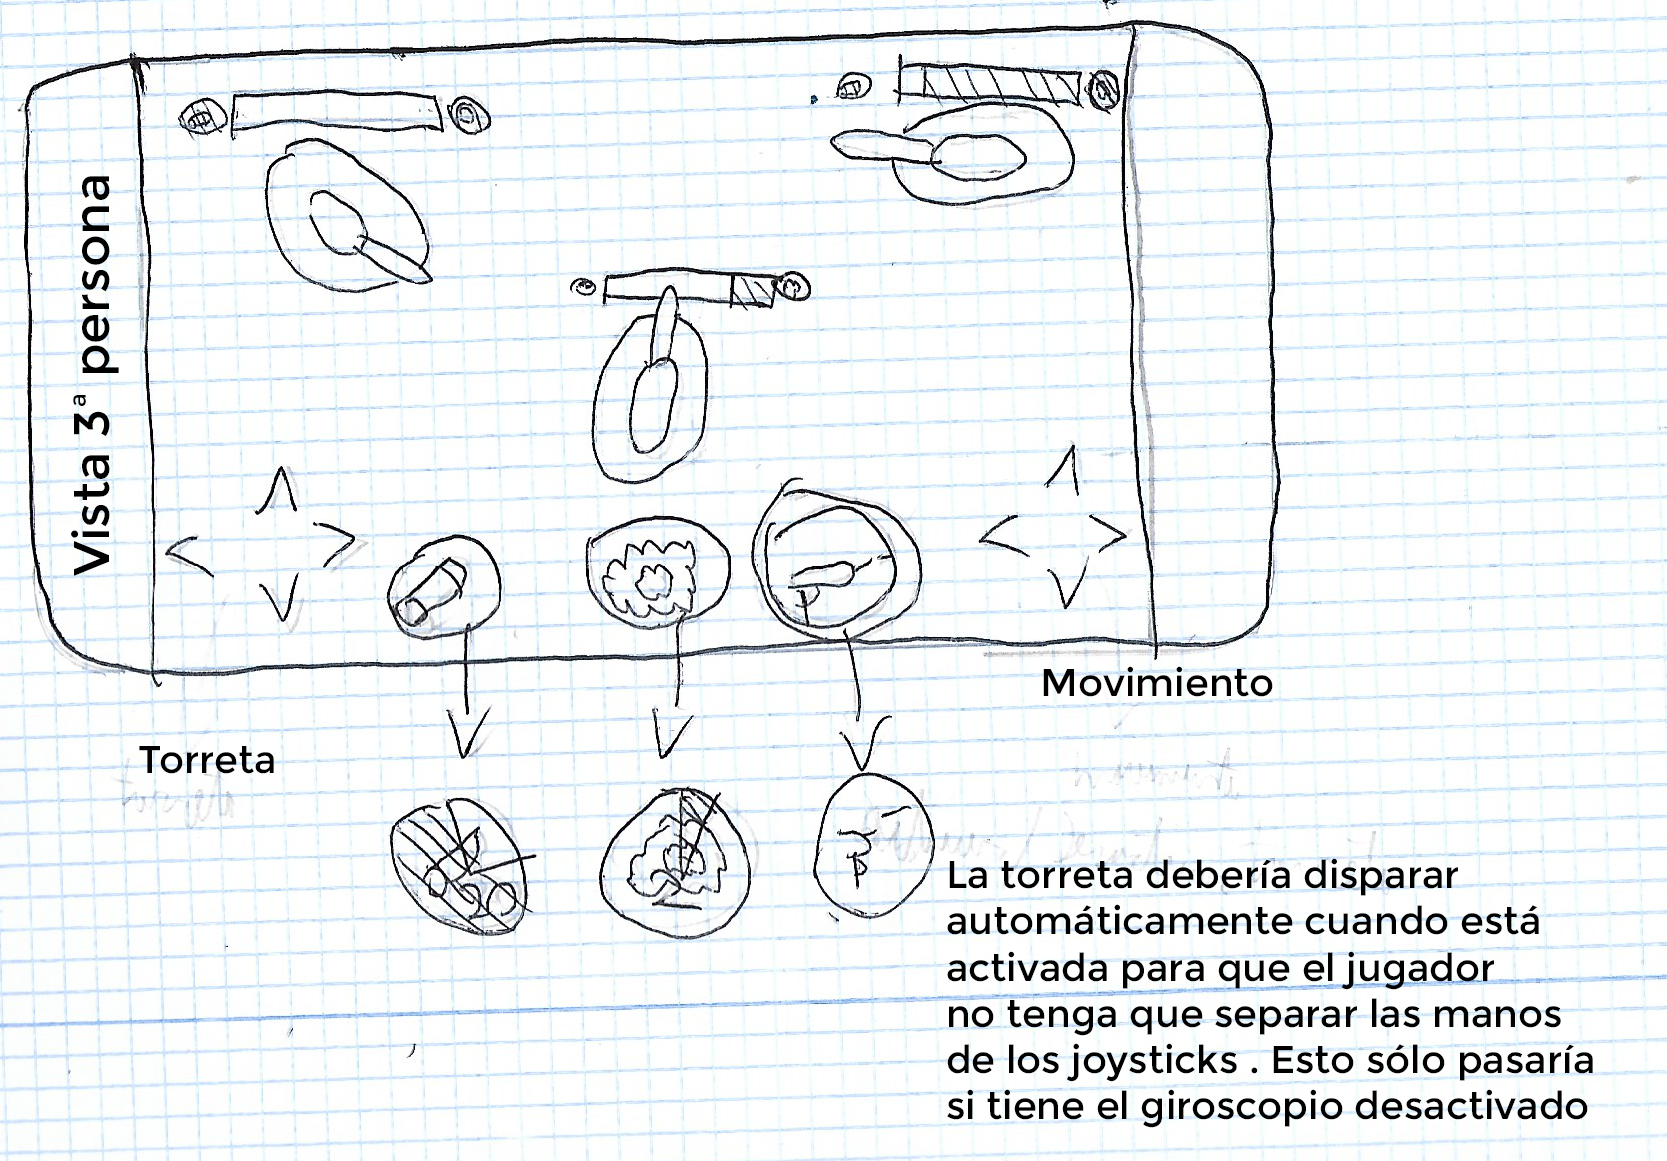 Vista 3ª persona
Movimiento
Torreta
La torreta debería disparar
automáticamente cuando está
activada para que el jugador
no tenga que separar las manos
de los joysticks . Esto sólo pasaría
si tiene el giroscopio desactivado